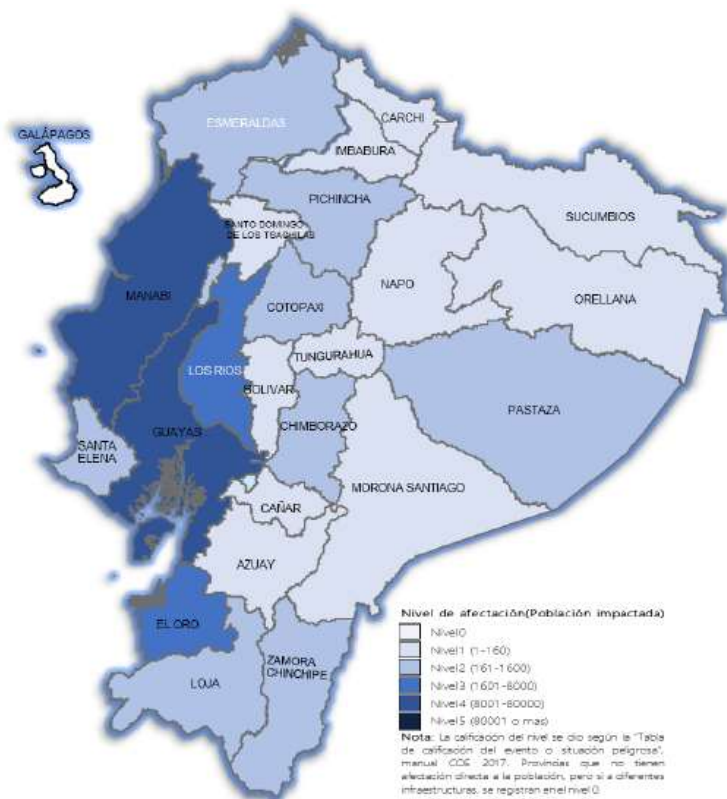 ESMERALDAS
CARCHI
IMBABURA
GALÁPAGOS
PICHINCHA
SUCUMBIOS
SANTO DOMINGO
DE LOS TSACHILAS
NAPO
ORELLANA
MANABI
COTOPAXI
TUNGURAHUA
LOS RIOS
BOLIVAR
PASTAZA
CHIMBORAZO
GUAYAS
SANTA
ELENA
MORONA SANTIAGO
CAÑAR
AZUAY
EL ORO
ZAMORA
CHINCHIPE
LOJA
Nivel de afectación(Población impactada)
Nivel0
Nivel1 (1-160)
Nivel2 (161-1600)
Nivel3 (1601-8000)
Nivel4 (8001-80000)
Nivel5 (80001 o mas)
Nota: La calificación del nivel se dio según la "Tabla
de calificación del evento o situación peligrosa",
manual COE 2017. Provincias que no tienen
afectación directa a la población, pero si a diferentes
infraestructuras, se registran en el nivel 0.